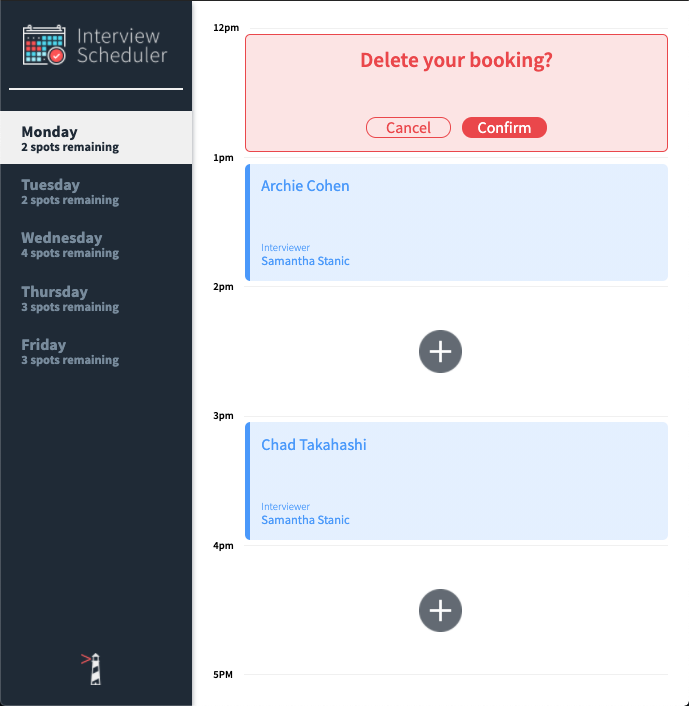 Interview
Scheduler
Monday
2 spots remaining
Tuesday
2 spots remaining
Wednesday
4 spots remaining
Thursday
3 spots remaining
Friday
3 spots remaining
12pm
Delete your booking?
Cancel Confirm
1pm
Archie Cohen
Interviewer
Samantha Stanic
2pm
3pm
Chad Takahashi
Interviewer
Samantha Stanic
4pm
5PM